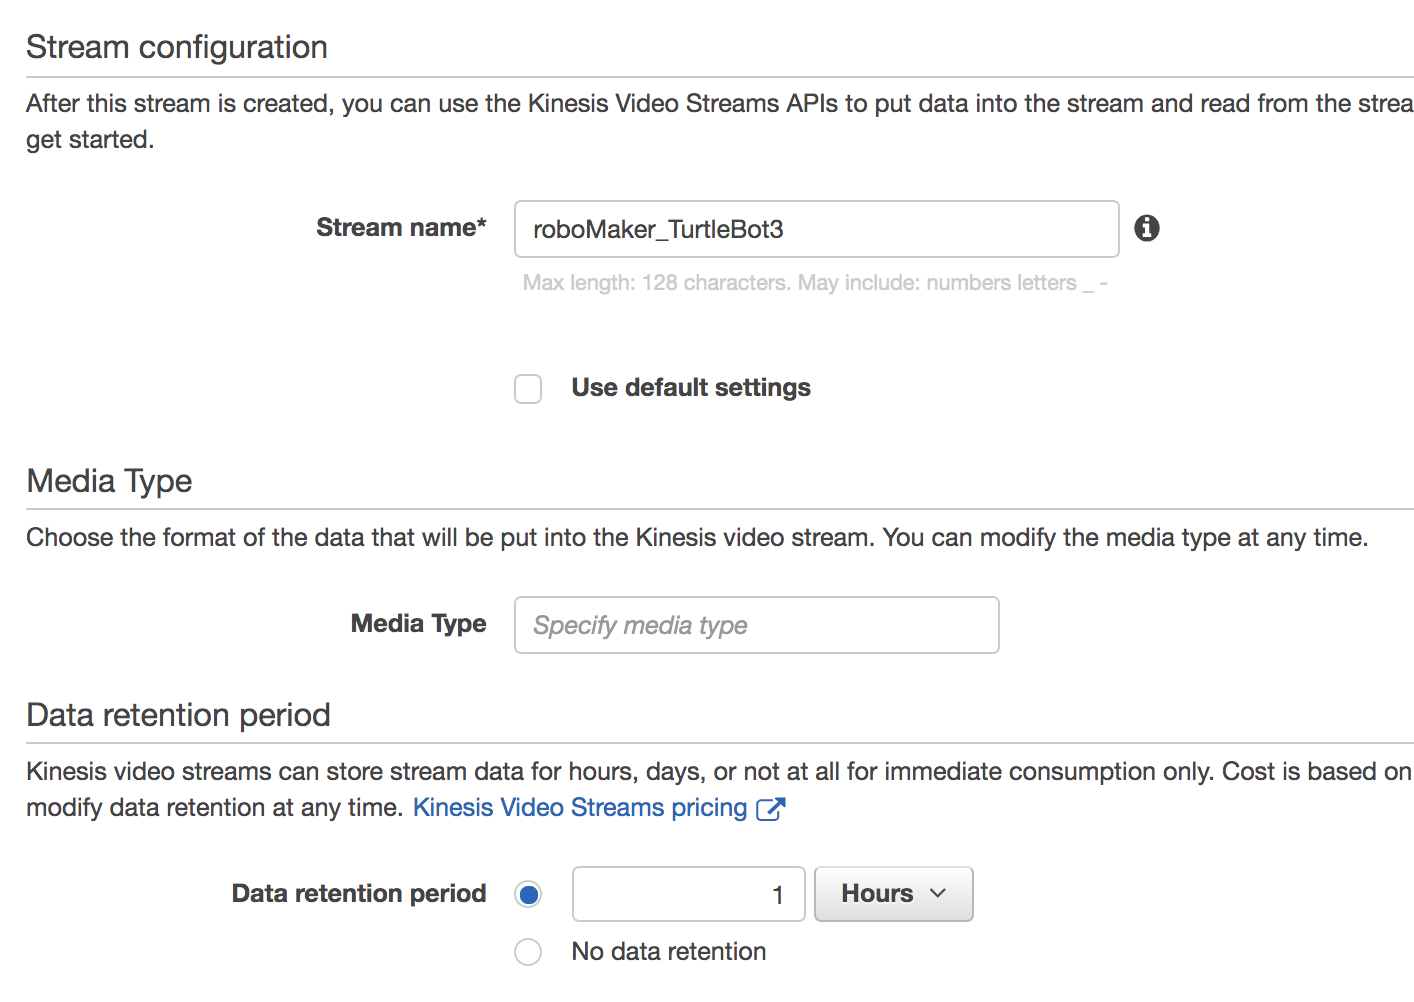 Stream configuration
After this stream is created, you can use the Kinesis Video Streams APIs to put data into the stream and read from the strea
get started.
Stream name* roboMaker_TurtleBot3
Max length: 128 characters. May include: numbers letters _ -
Use default settings
Media Type
Choose the format of the data that will be put into the Kinesis video stream. You can modify the media type at any time.
Media Type Specify media type
Data retention period
Kinesis video streams can store stream data for hours, days, or not at all for immediate consumption only. Cost is based on
modify data retention at any time. Kinesis Video Streams pricing
Data retention period 1 Hours
No data retention